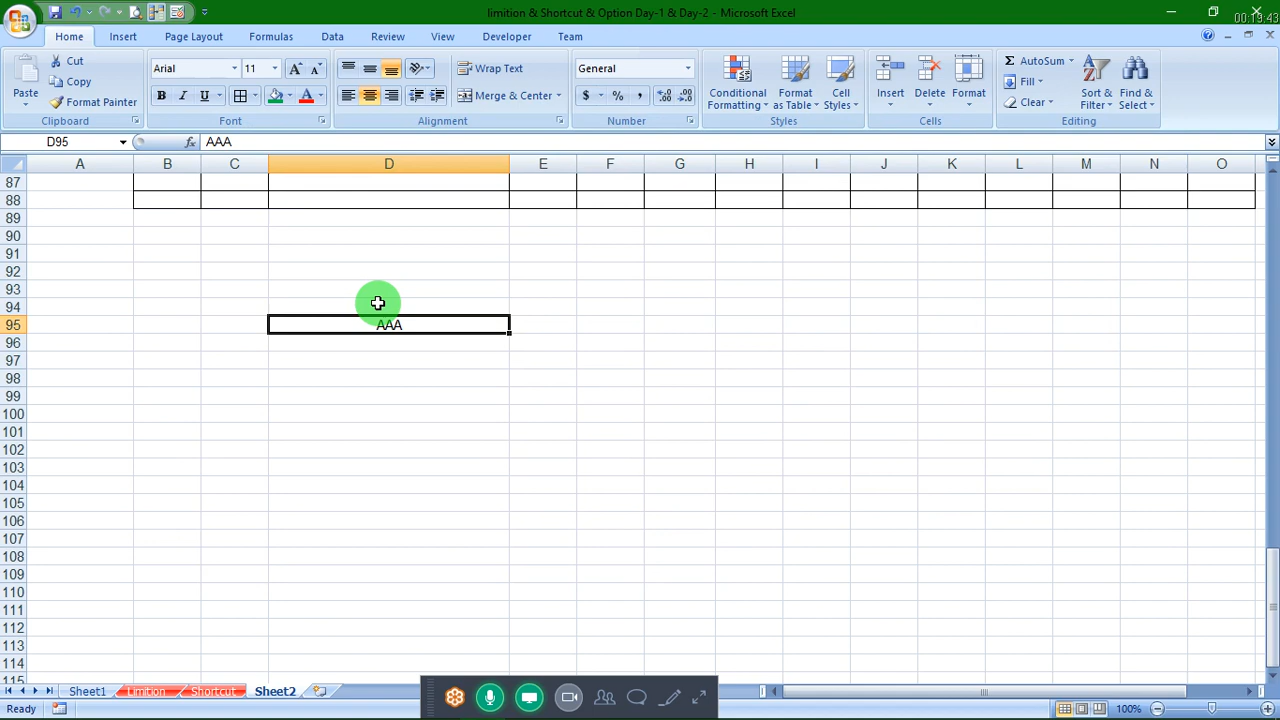 limition & Shortcut & Option Day-1 & Day-2 - Microsoft Excel
00:19:43
Home Insert Page Layout Formulas Data Review View Developer Team
Paste
Cut
Copy
Format Painter
Clipboard
Arial 11
B I U
Font
Wrap Text
Merge & Center
Alignment
General
$ % ,
Number
Conditional Formatting
Format as Table
Cell Styles
Styles
Insert
Delete
Format
Cells
AutoSum
Fill
Clear
Sort & Filter
Find & Select
Editing
D95 fx AAA
A B C D E F G H I J K L M N O
87
88
89
90
91
92
93
94
95 AAA
96
97
98
99
100
101
102
103
104
105
106
107
108
109
110
111
112
113
114
115
Sheet1 Limition Shortcut Sheet2
Ready
100%